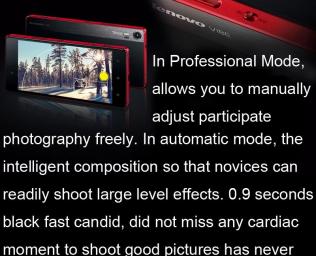 Lenovo VIBE
In Professional Mode,
allows you to manually
adjust participate
photography freely. In automatic mode, the
intelligent composition so that novices can
readily shoot large level effects. 0.9 seconds
black fast candid, did not miss any cardiac
moment to shoot good pictures has never